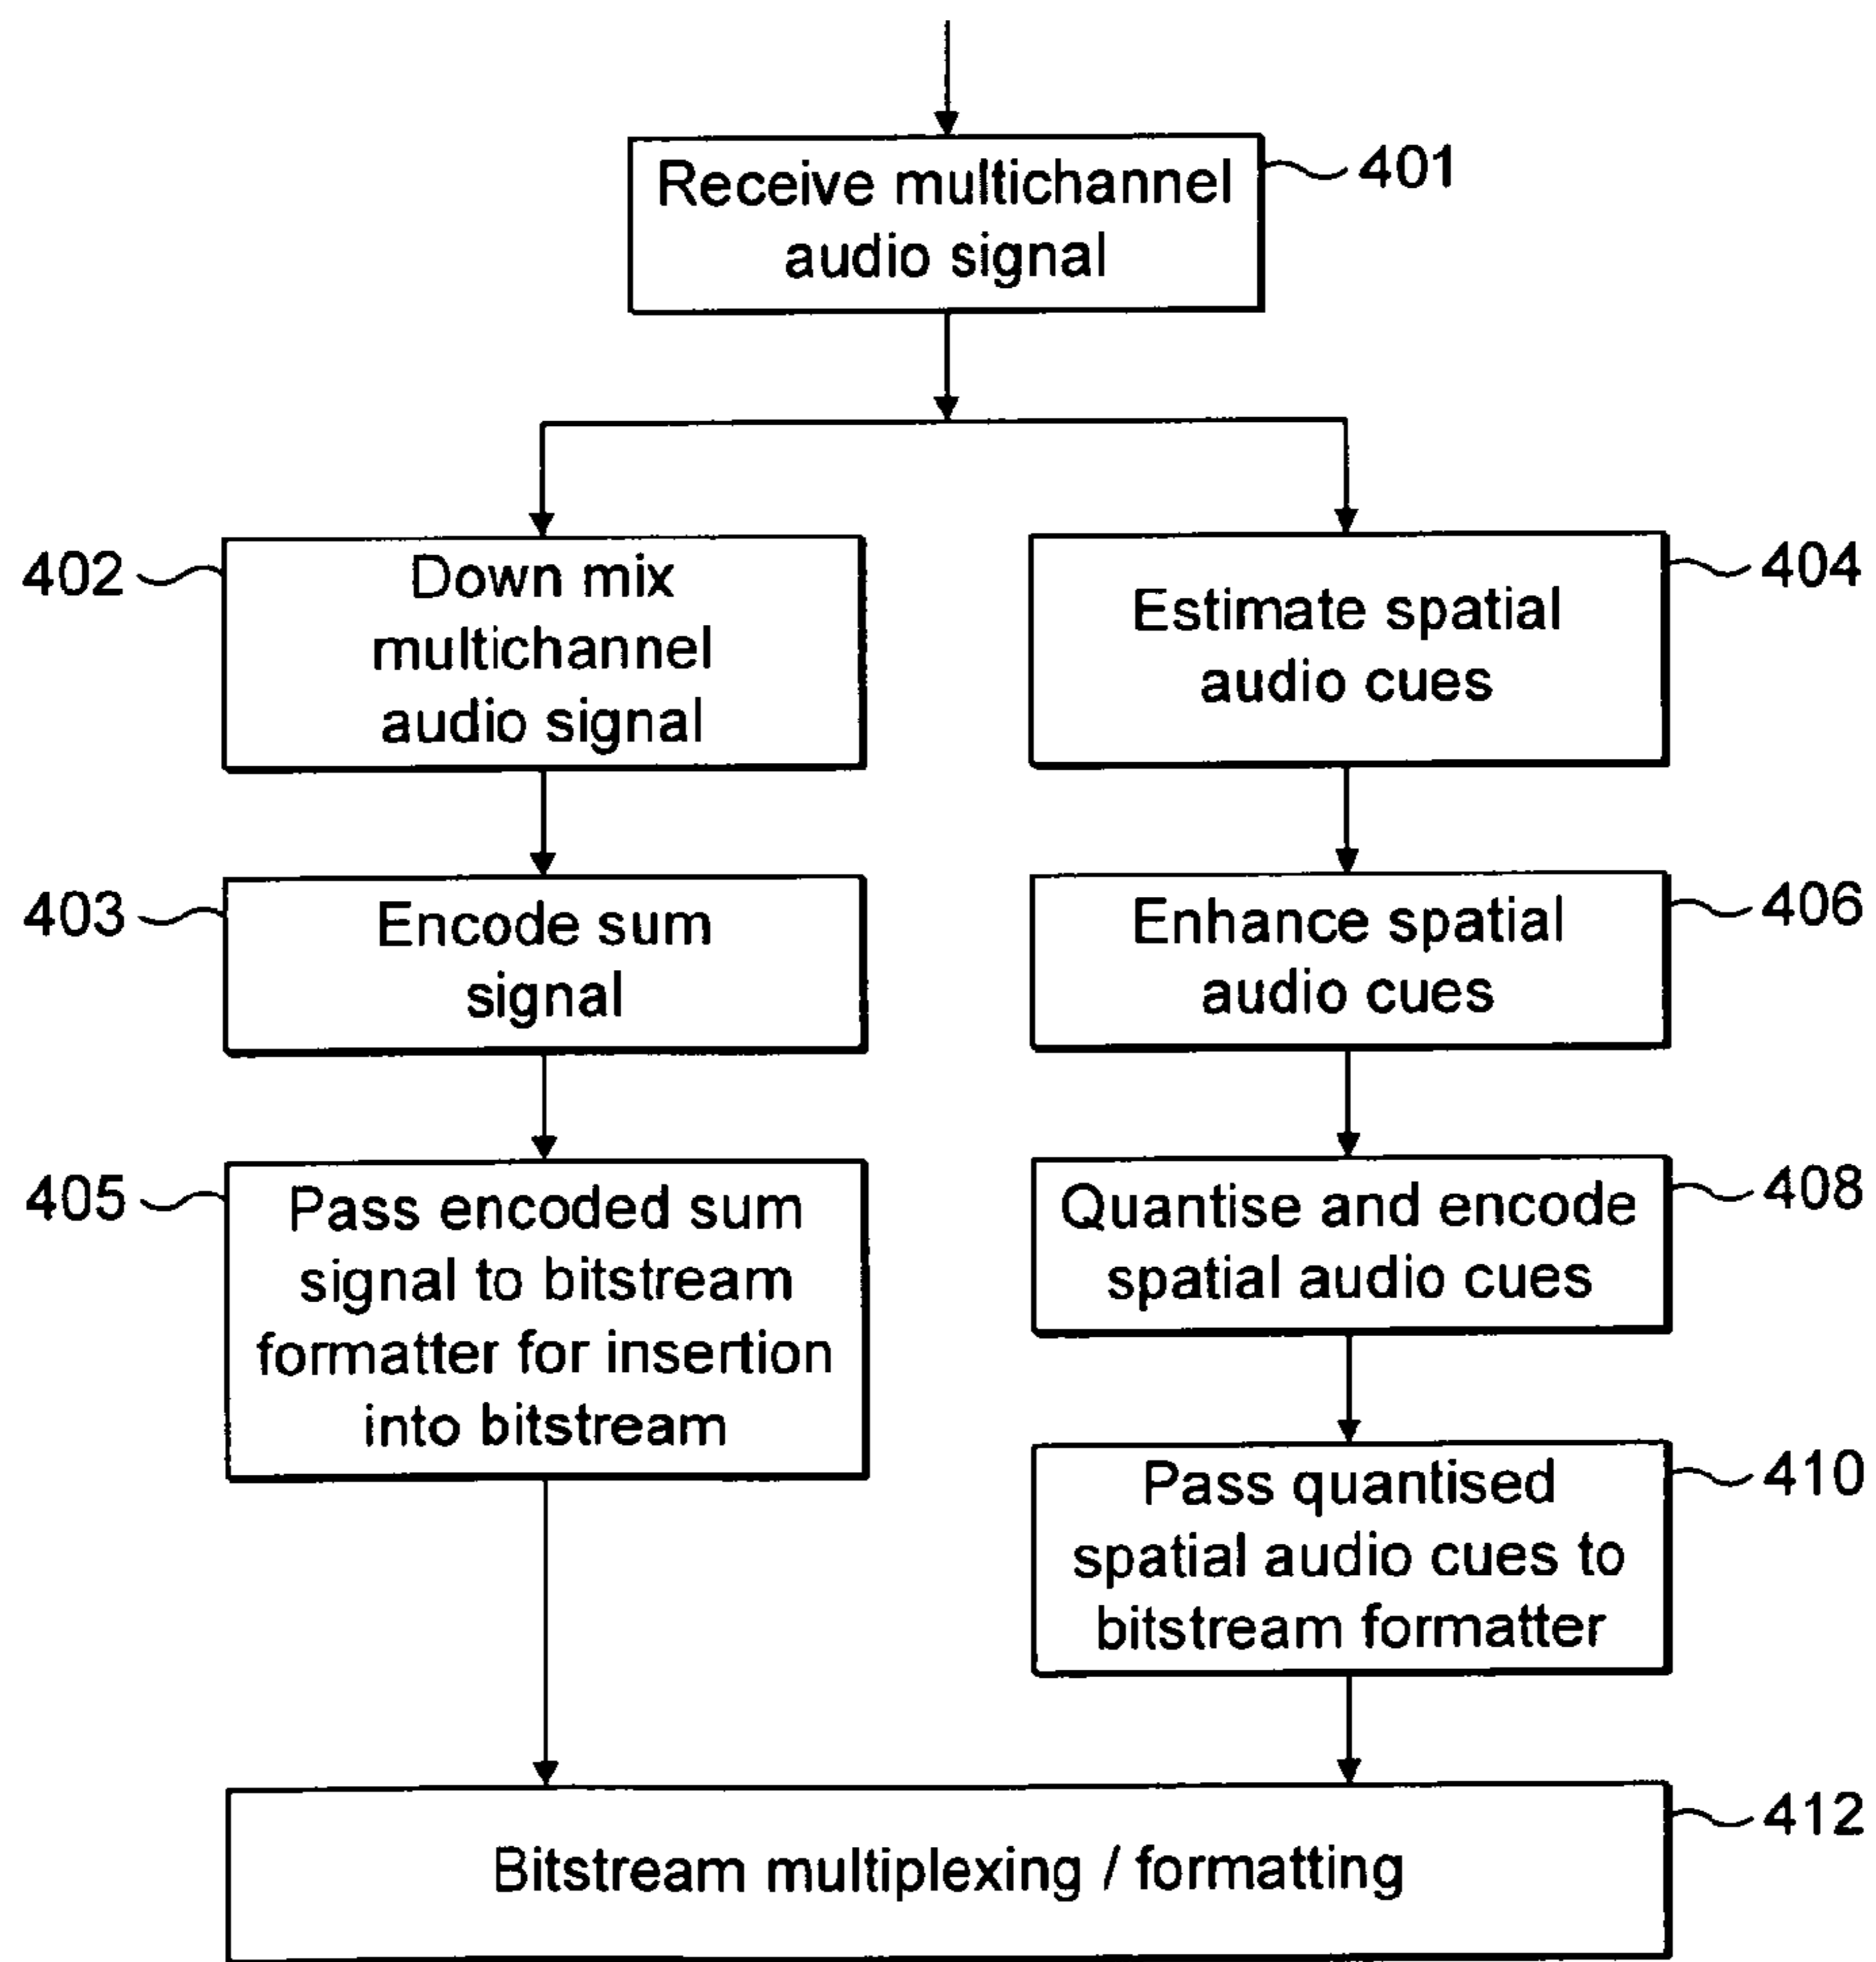 Receive multichannel
audio signal
401
402
Down mix
multichannel
audio signal
Estimate spatial
audio cues
404
403
Encode sum
signal
Enhance spatial
audio cues
406
405
Pass encoded sum
signal to bitstream
formatter for insertion
into bitstream
Quantise and encode
spatial audio cues
408
Pass quantised
spatial audio cues to
bitstream formatter
410
Bitstream multiplexing / formatting
412